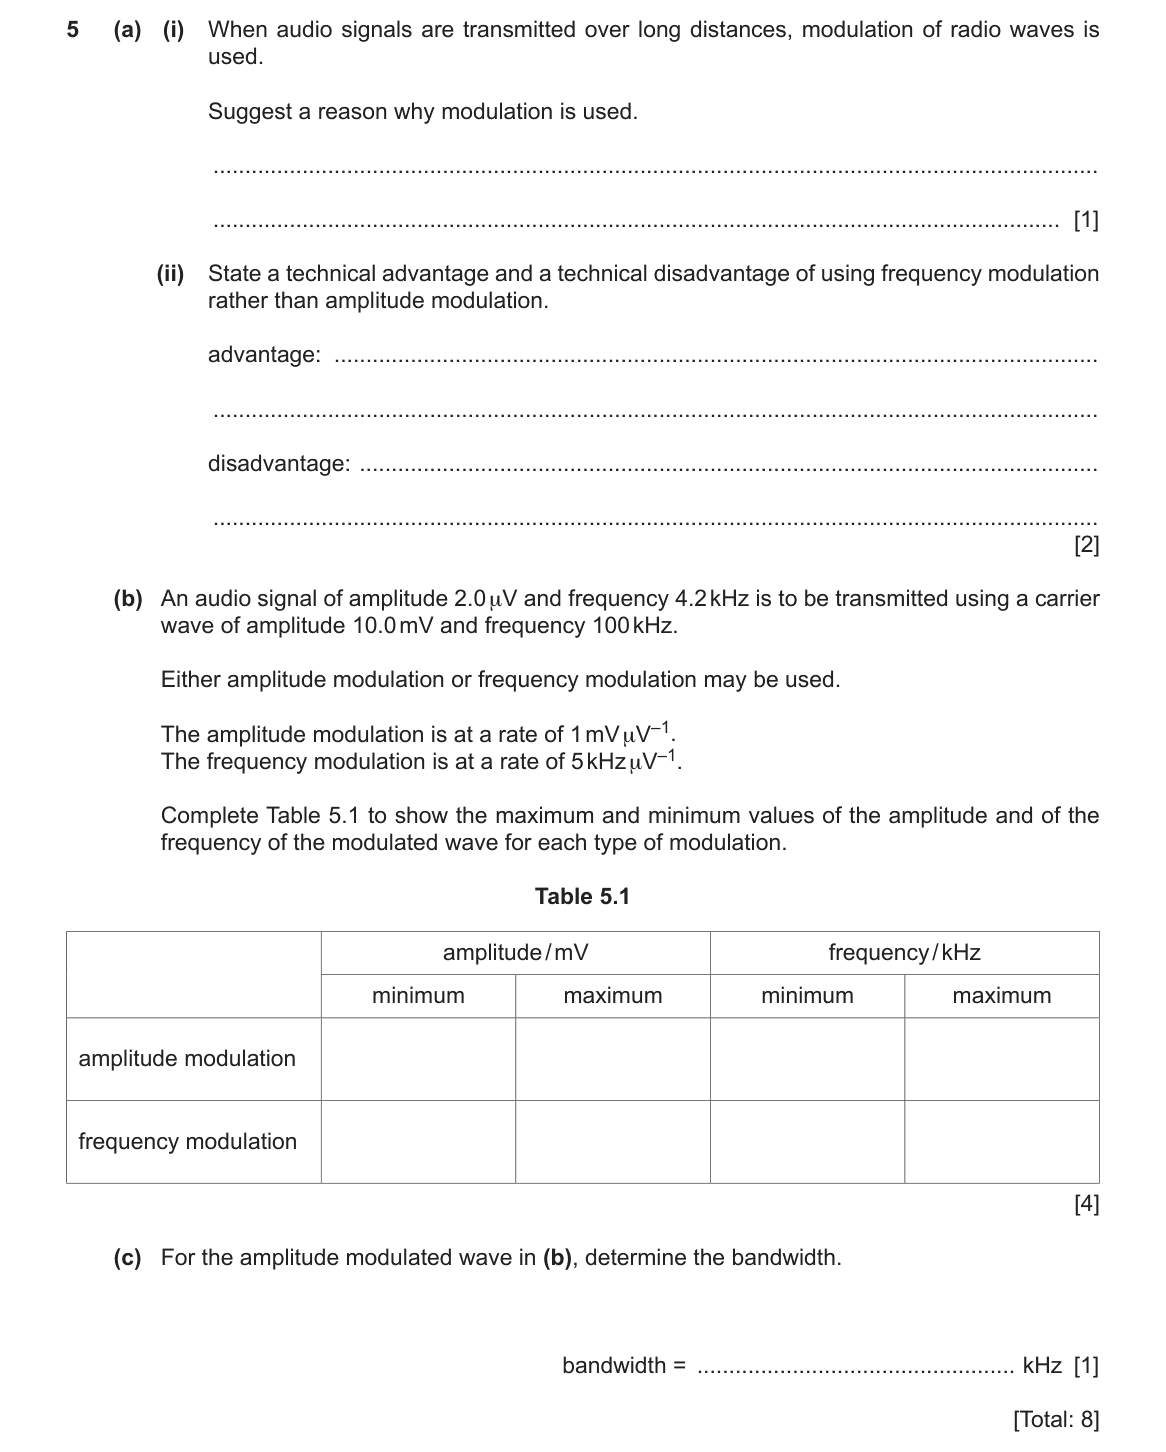 5 (a) (i) When audio signals are transmitted over long distances, modulation of radio waves is
used.
Suggest a reason why modulation is used.
..........................................................................................................................................
.................................................................................................................................... [1]
(ii) State a technical advantage and a technical disadvantage of using frequency modulation
rather than amplitude modulation.
advantage: .......................................................................................................................
..........................................................................................................................................
disadvantage: ...................................................................................................................
..........................................................................................................................................
[2]
(b) An audio signal of amplitude 2.0 μV and frequency 4.2 kHz is to be transmitted using a carrier
wave of amplitude 10.0 mV and frequency 100 kHz.
Either amplitude modulation or frequency modulation may be used.
The amplitude modulation is at a rate of 1 mV μV⁻¹.
The frequency modulation is at a rate of 5 kHz μV⁻¹.
Complete Table 5.1 to show the maximum and minimum values of the amplitude and of the
frequency of the modulated wave for each type of modulation.
Table 5.1
amplitude / mV frequency / kHz
minimum maximum minimum maximum
amplitude modulation
frequency modulation
[4]
(c) For the amplitude modulated wave in (b), determine the bandwidth.
bandwidth = .................................................. kHz [1]
[Total: 8]